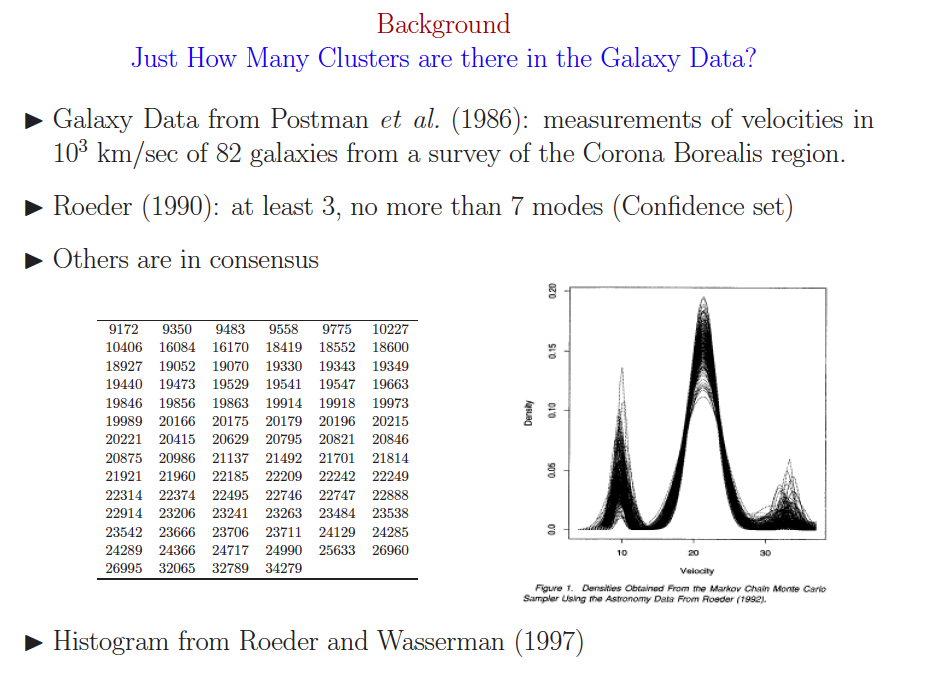 Background
Just How Many Clusters are there in the Galaxy Data?
▶ Galaxy Data from Postman et al. (1986): measurements of velocities in
10³ km/sec of 82 galaxies from a survey of the Corona Borealis region.
▶ Roeder (1990): at least 3, no more than 7 modes (Confidence set)
▶ Others are in consensus
9172 9350 9483 9558 9775 10227
10406 16084 16170 18419 18552 18600
18927 19052 19070 19330 19343 19349
19440 19473 19529 19541 19547 19663
19846 19856 19863 19914 19918 19973
19989 20166 20175 20179 20196 20215
20221 20415 20629 20795 20821 20846
20875 20986 21137 21492 21701 21814
21921 21960 22185 22209 22242 22249
22314 22374 22495 22746 22747 22888
22914 23206 23241 23263 23484 23538
23542 23666 23706 23711 24129 24285
24289 24366 24717 24990 25633 26960
26995 32065 32789 34279
0.20
0.15
0.10
0.05
0.0
Density
10 20 30
Velocity
Figure 1. Densities Obtained From the Markov Chain Monte Carlo
Sampler Using the Astronomy Data From Roeder (1992).
▶ Histogram from Roeder and Wasserman (1997)